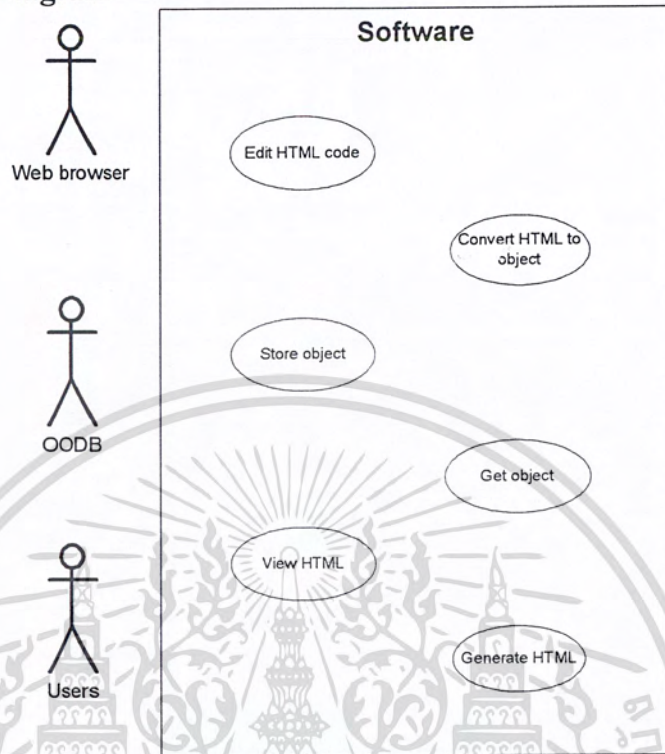 Software
Web browser
Edit HTML code
Convert HTML to
object
Store object
OODB
Get object
View HTML
Generate HTML
Users